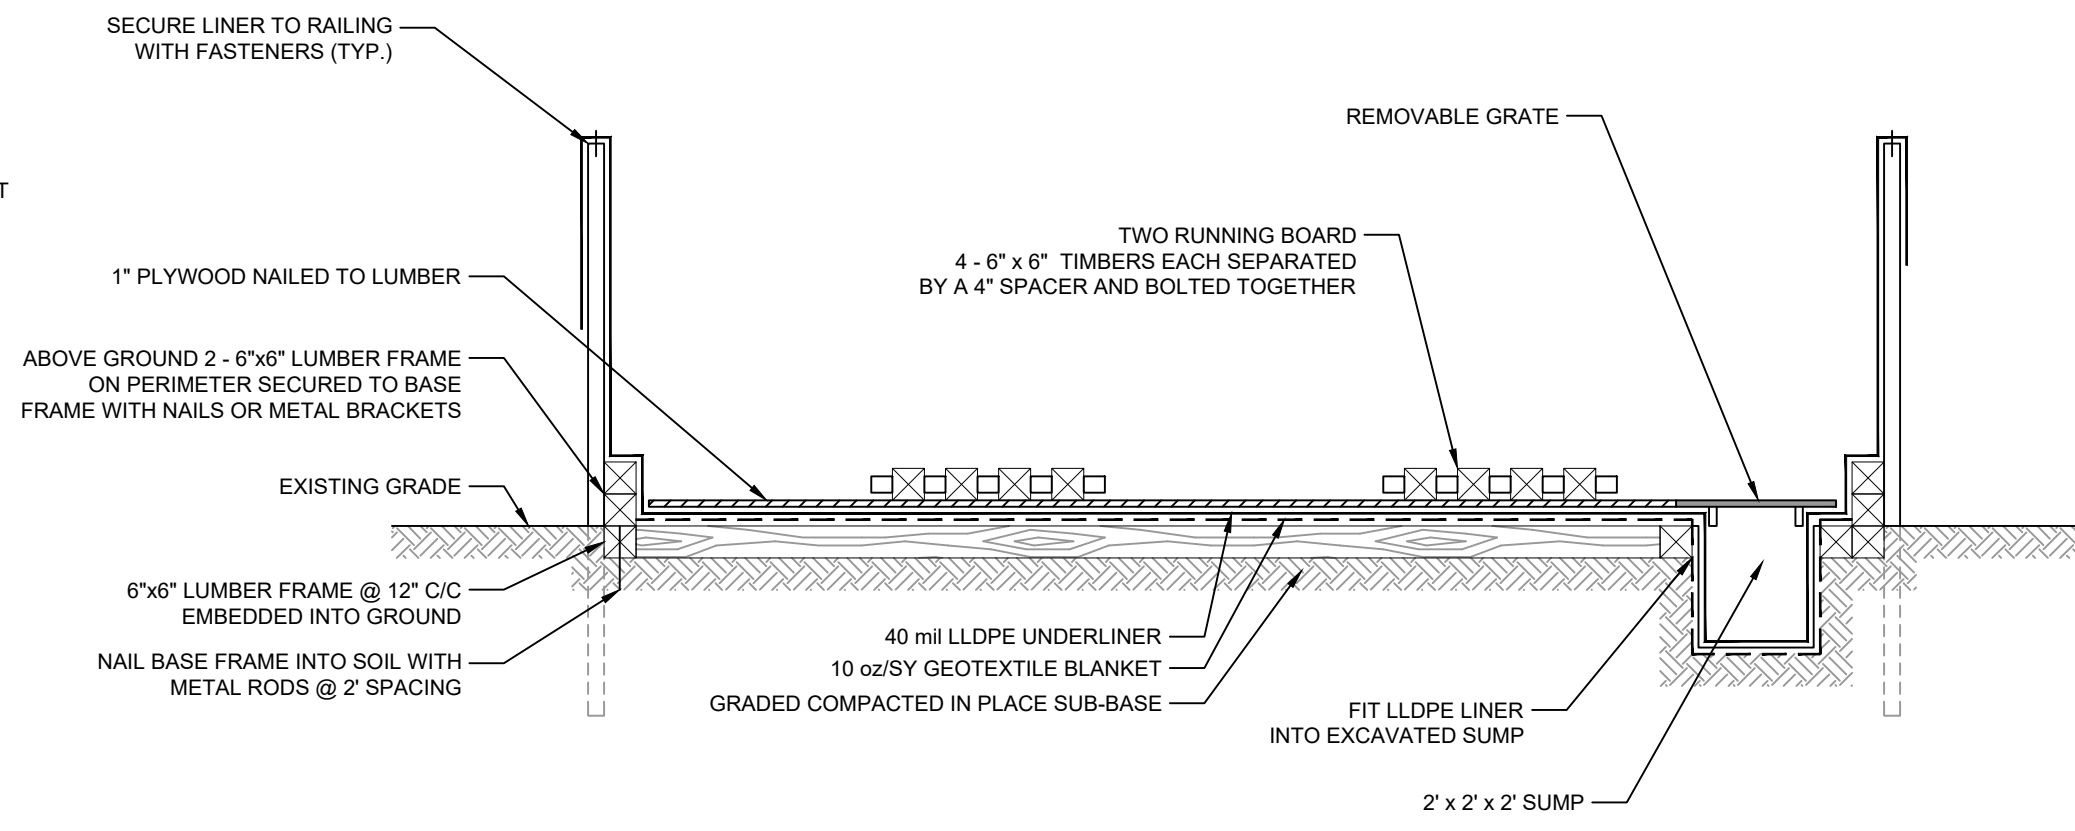 SECURE LINER TO RAILING
WITH FASTENERS (TYP.)
T
1" PLYWOOD NAILED TO LUMBER
ABOVE GROUND 2 - 6"x6" LUMBER FRAME
ON PERIMETER SECURED TO BASE
FRAME WITH NAILS OR METAL BRACKETS
EXISTING GRADE
6"x6" LUMBER FRAME @ 12" C/C
EMBEDDED INTO GROUND
NAIL BASE FRAME INTO SOIL WITH
METAL RODS @ 2' SPACING
REMOVABLE GRATE
TWO RUNNING BOARD
4 - 6" x 6" TIMBERS EACH SEPARATED
BY A 4" SPACER AND BOLTED TOGETHER
40 mil LLDPE UNDERLINER
10 oz/SY GEOTEXTILE BLANKET
GRADED COMPACTED IN PLACE SUB-BASE
FIT LLDPE LINER
INTO EXCAVATED SUMP
2' x 2' x 2' SUMP